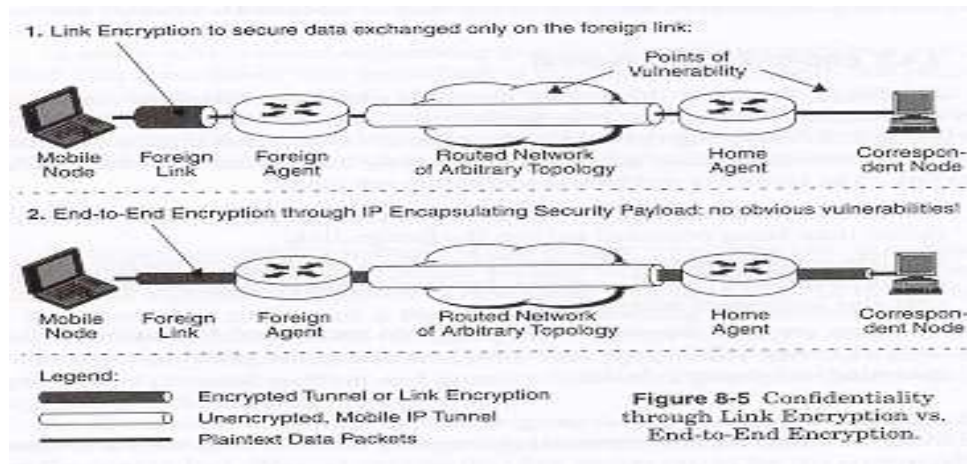 1. Link Encryption to secure data exchanged only on the foreign link:
Points of
Vulnerability
Mobile
Node
Foreign
Link
Foreign
Agent
Routed Network
of Arbitrary Topology
Home
Agent
Correspon-
dent Node
2. End-to-End Encryption through IP Encapsulating Security Payload: no obvious vulnerabilities!
Mobile
Node
Foreign
Link
Foreign
Agent
Routed Network
of Arbitrary Topology
Home
Agent
Correspon-
dent Node
Legend:
Encrypted Tunnel or Link Encryption
Unencrypted, Mobile IP Tunnel
Plaintext Data Packets
Figure 8-5 Confidentiality
through Link Encryption vs.
End-to-End Encryption.